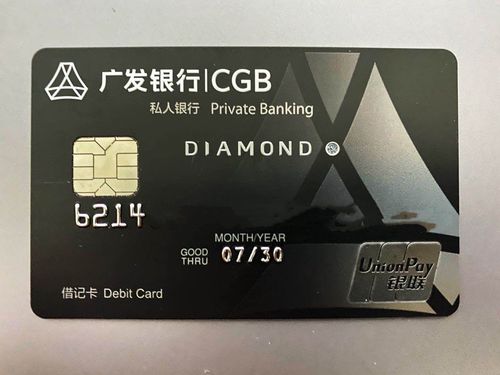 广发银行|CGB
私人银行 Private Banking
DIAMOND
6214
MONTH/YEAR
GOOD THRU 07/30
借记卡 Debit Card
UnionPay
银联